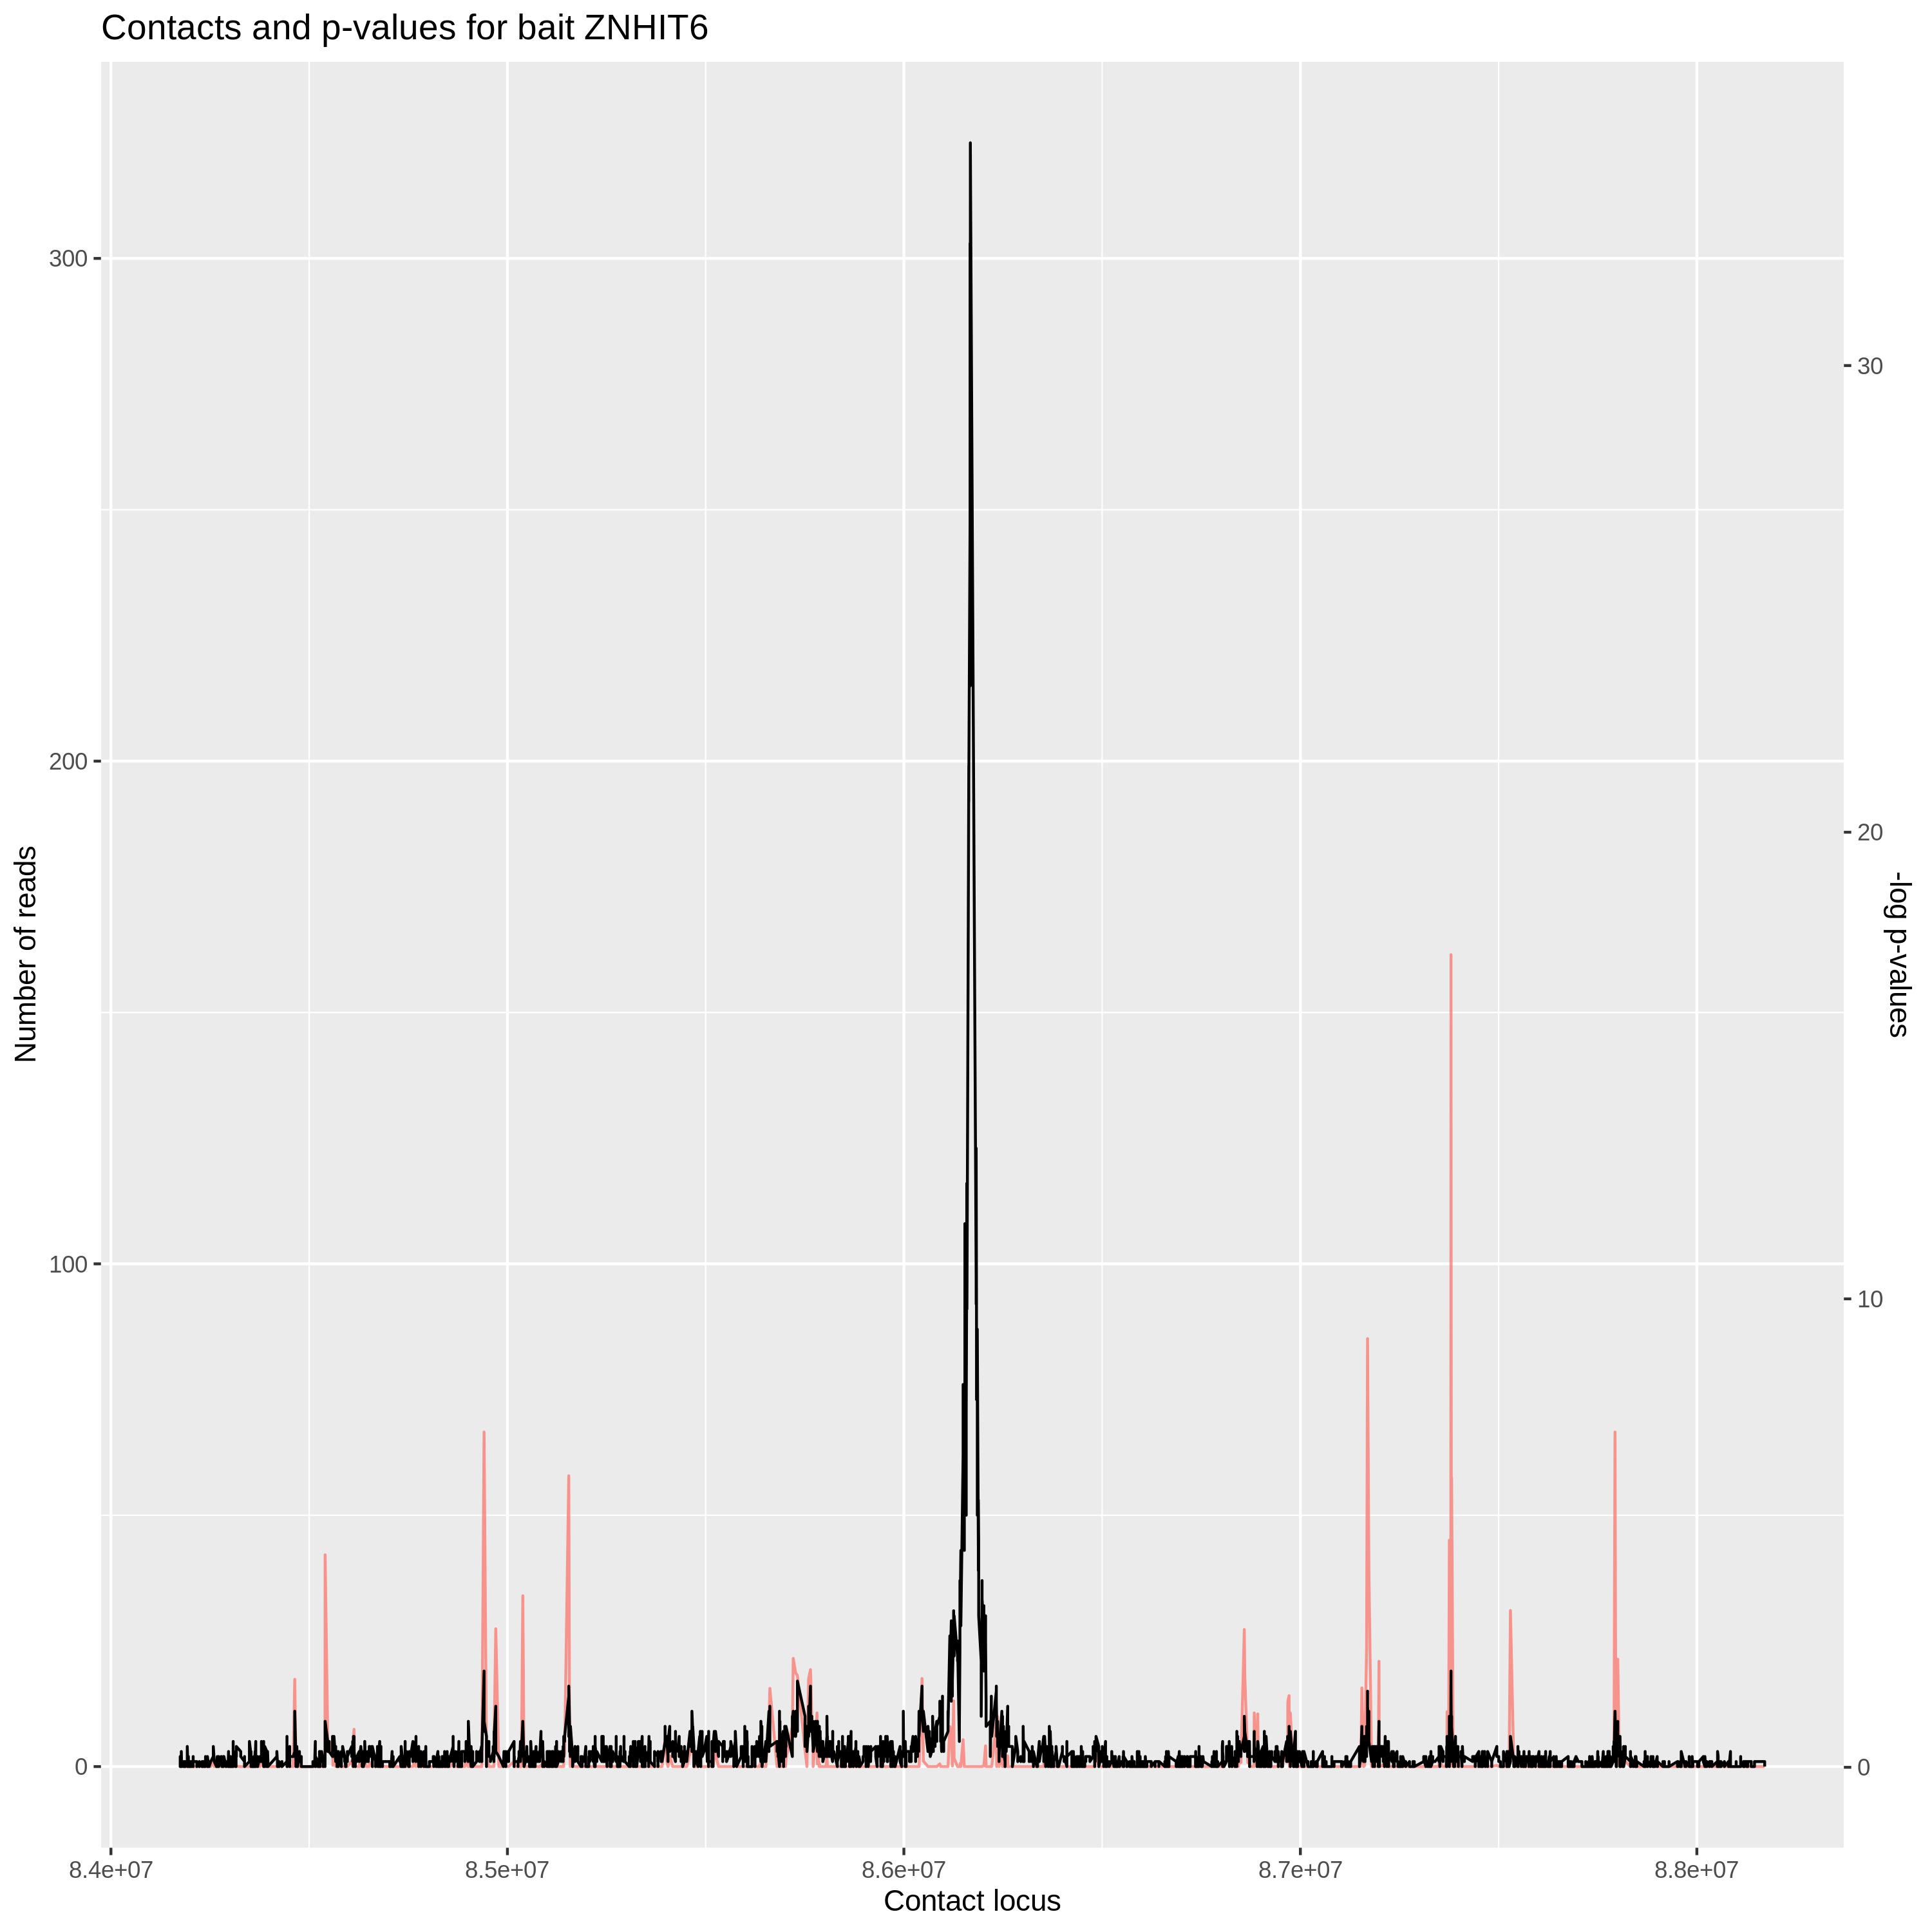 Contacts and p-values for bait ZNHIT6
300
200
100
0
Number of reads
30
20
10
0
-log p-values
8.4e+07
8.5e+07
8.6e+07
8.7e+07
8.8e+07
Contact locus